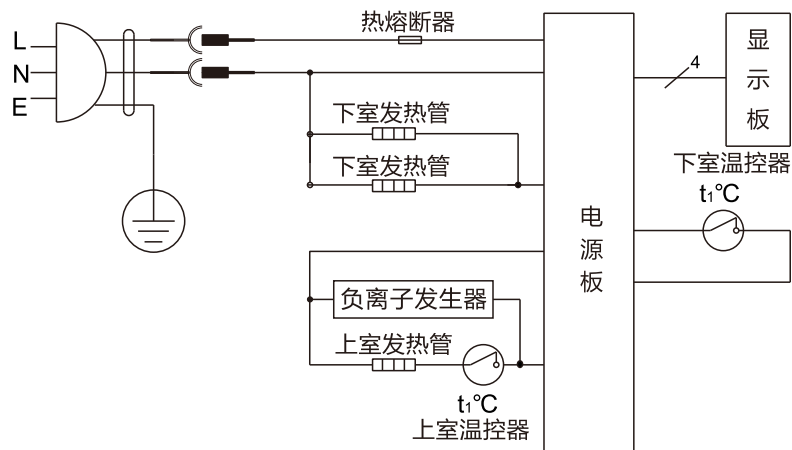 热熔断器
L
N
E
4
显示板
下室发热管
下室发热管
下室温控器
t₁℃
电源板
负离子发生器
上室发热管
t₁℃
上室温控器